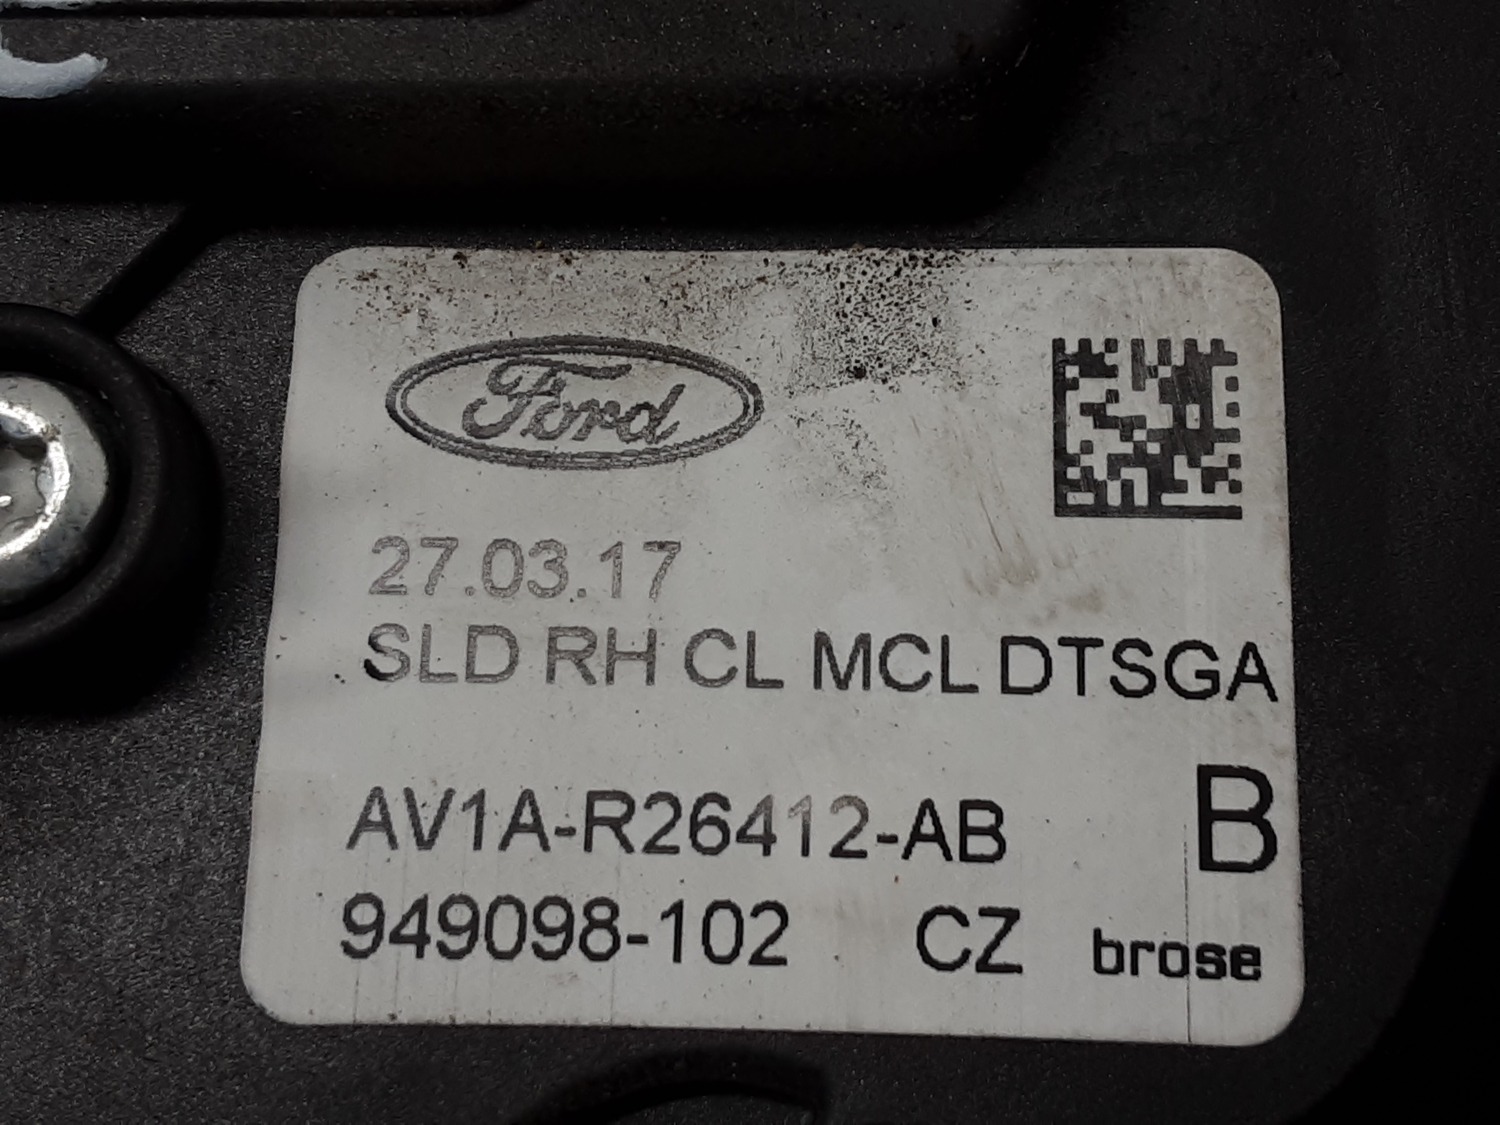 Ford
27.03.17
SLD RH CL MCL DTSGA
AV1A-R26412-AB B
949098-102 CZ brose